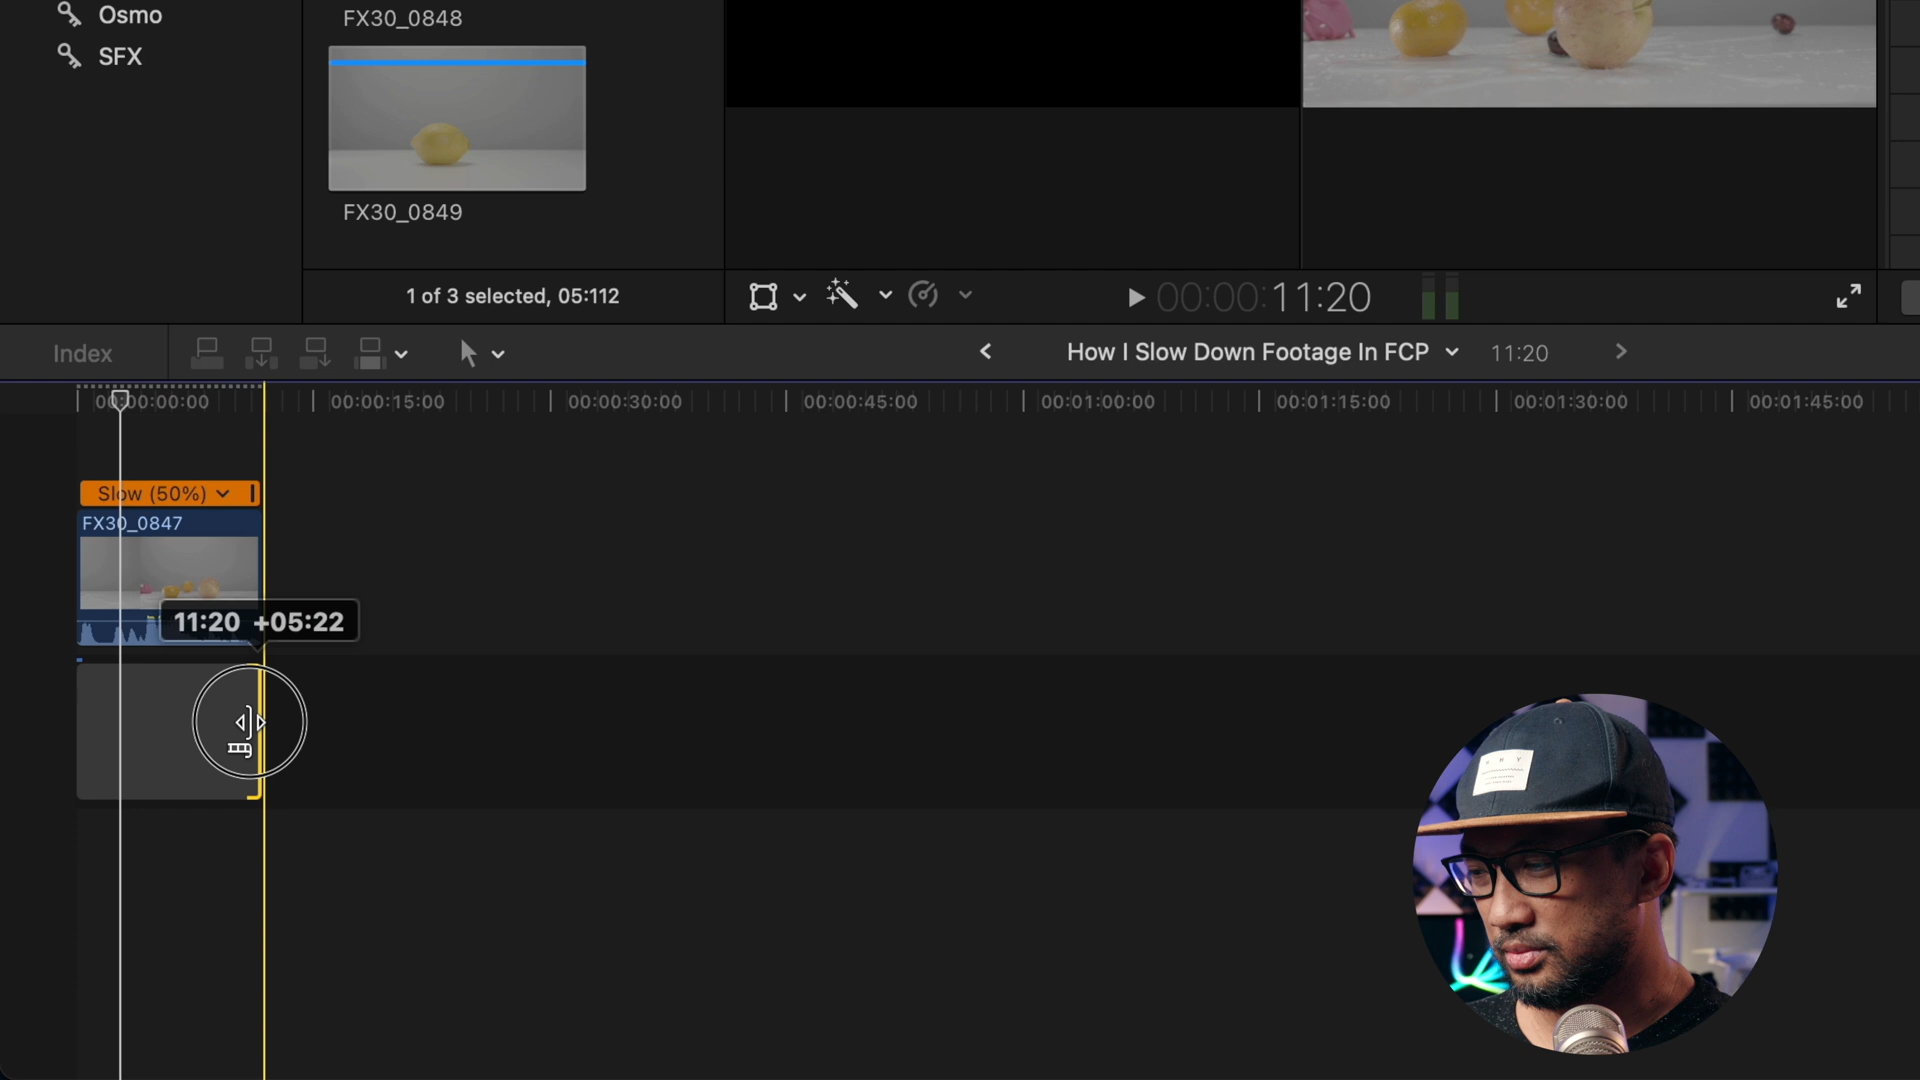 Osmo
SFX
FX30_0848
FX30_0849
1 of 3 selected, 05:112
00:00:11:20
Index
How I Slow Down Footage In FCP
11:20
00:00:00:00
00:00:15:00
00:00:30:00
00:00:45:00
00:01:00:00
00:01:15:00
00:01:30:00
00:01:45:00
Slow (50%)
FX30_0847
11:20 +05:22